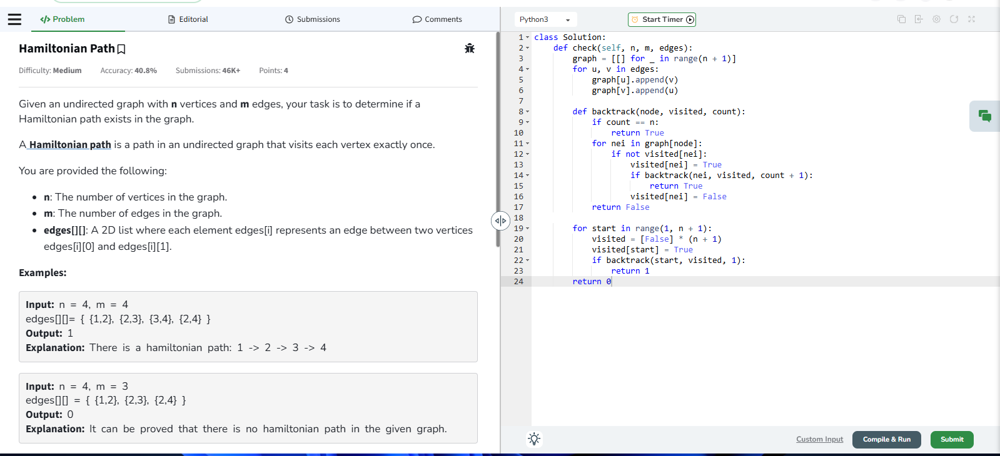 Problem
Editorial
Submissions
Comments
Hamiltonian Path
Difficulty: Medium Accuracy: 40.8% Submissions: 46K+ Points: 4
Given an undirected graph with n vertices and m edges, your task is to determine if a
Hamiltonian path exists in the graph.
A Hamiltonian path is a path in an undirected graph that visits each vertex exactly once.
You are provided the following:
• n: The number of vertices in the graph.
• m: The number of edges in the graph.
• edges[][]: A 2D list where each element edges[i] represents an edge between two vertices
edges[i][0] and edges[i][1].
Examples:
Input: n = 4, m = 4
edges[][]= { {1,2}, {2,3}, {3,4}, {2,4} }
Output: 1
Explanation: There is a hamiltonian path: 1 -> 2 -> 3 -> 4
Input: n = 4, m = 3
edges[][] = { {1,2}, {2,3}, {2,4} }
Output: 0
Explanation: It can be proved that there is no hamiltonian path in the given graph.
Python3
Start Timer
1 class Solution:
2     def check(self, n, m, edges):
3         graph = [[] for _ in range(n + 1)]
4         for u, v in edges:
5             graph[u].append(v)
6             graph[v].append(u)
7
8         def backtrack(node, visited, count):
9             if count == n:
10                 return True
11             for nei in graph[node]:
12                 if not visited[nei]:
13                     visited[nei] = True
14                     if backtrack(nei, visited, count + 1):
15                         return True
16                     visited[nei] = False
17             return False
18
19         for start in range(1, n + 1):
20             visited = [False] * (n + 1)
21             visited[start] = True
22             if backtrack(start, visited, 1):
23                 return 1
24         return 0
Custom Input
Compile & Run
Submit